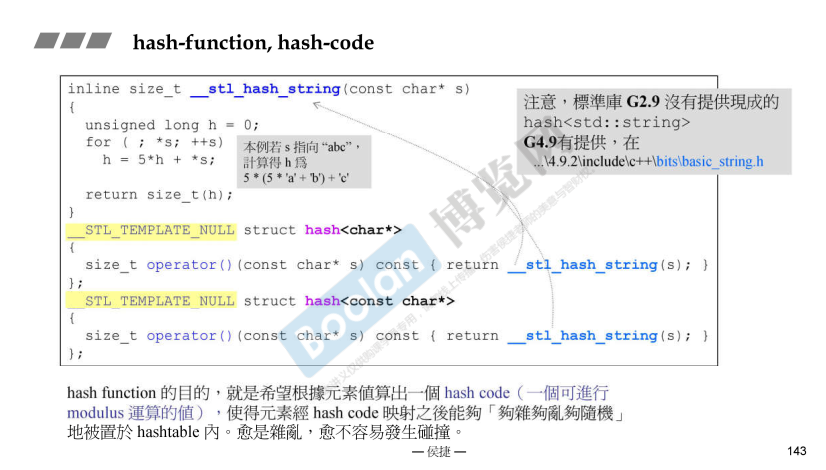 hash-function, hash-code
inline size_t __stl_hash_string(const char* s)
{
unsigned long h = 0;
for ( ; *s; ++s)
h = 5*h + *s;
return size_t(h);
}
本例若 s 指向 “abc”，
計算得 h 爲
5 * (5 * 'a' + 'b') + 'c'
注意，標準庫 G2.9 沒有提供現成的
hash<std::string>
G4.9有提供，在
...\4.9.2\include\c++\bits\basic_string.h
__STL_TEMPLATE_NULL struct hash<char*>
{
size_t operator()(const char* s) const { return __stl_hash_string(s); }
};
__STL_TEMPLATE_NULL struct hash<const char*>
{
size_t operator()(const char* s) const { return __stl_hash_string(s); }
};
Boolan 博览网
hash function 的目的，就是希望根據元素值算出一個 hash code（一個可進行
modulus 運算的值），使得元素經 hash code 映射之後能夠「夠雜夠亂夠隨機」
地被置於 hashtable 內。愈是雜亂，愈不容易發生碰撞。
— 侯捷 —
143